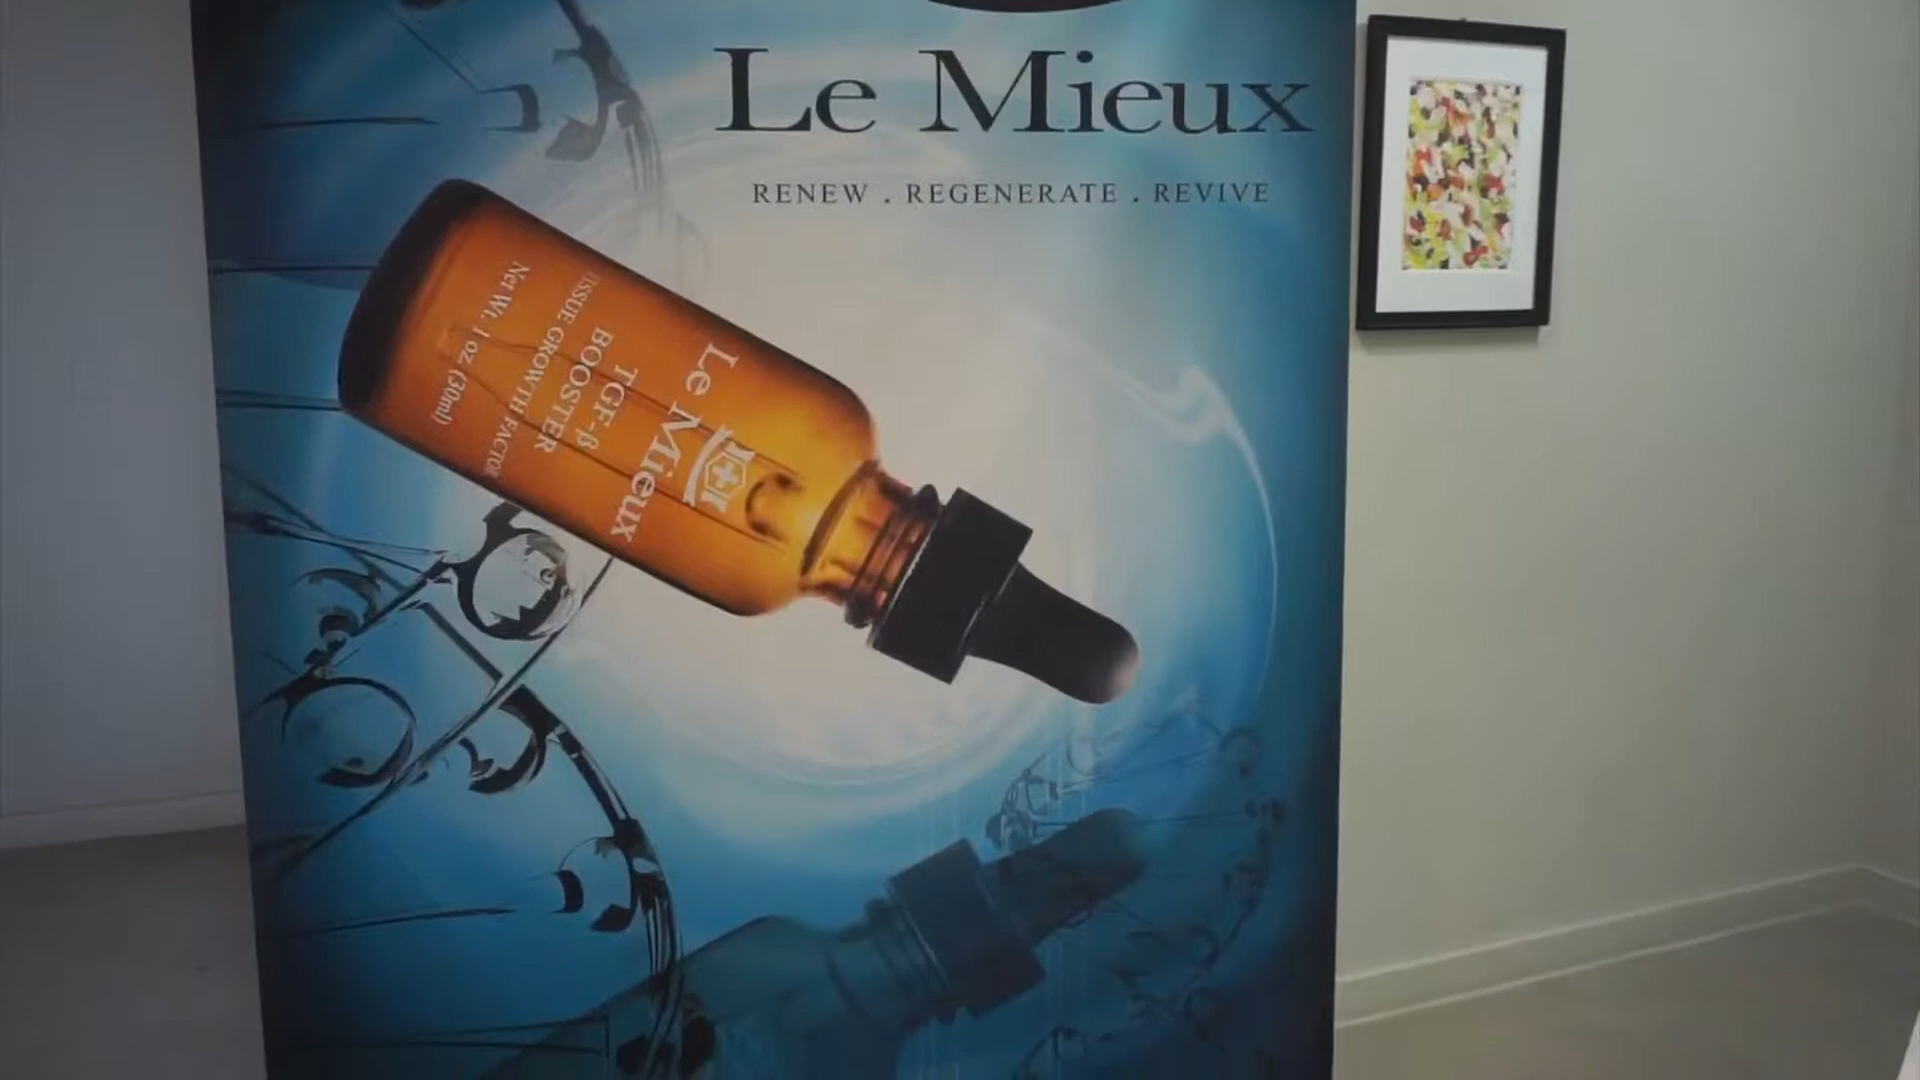 Le Mieux
RENEW . REGENERATE . REVIVE
Le Mieux
TGF-β
BOOSTER
TISSUE GROWTH FACTOR
Net Wt. 1 oz (30ml)